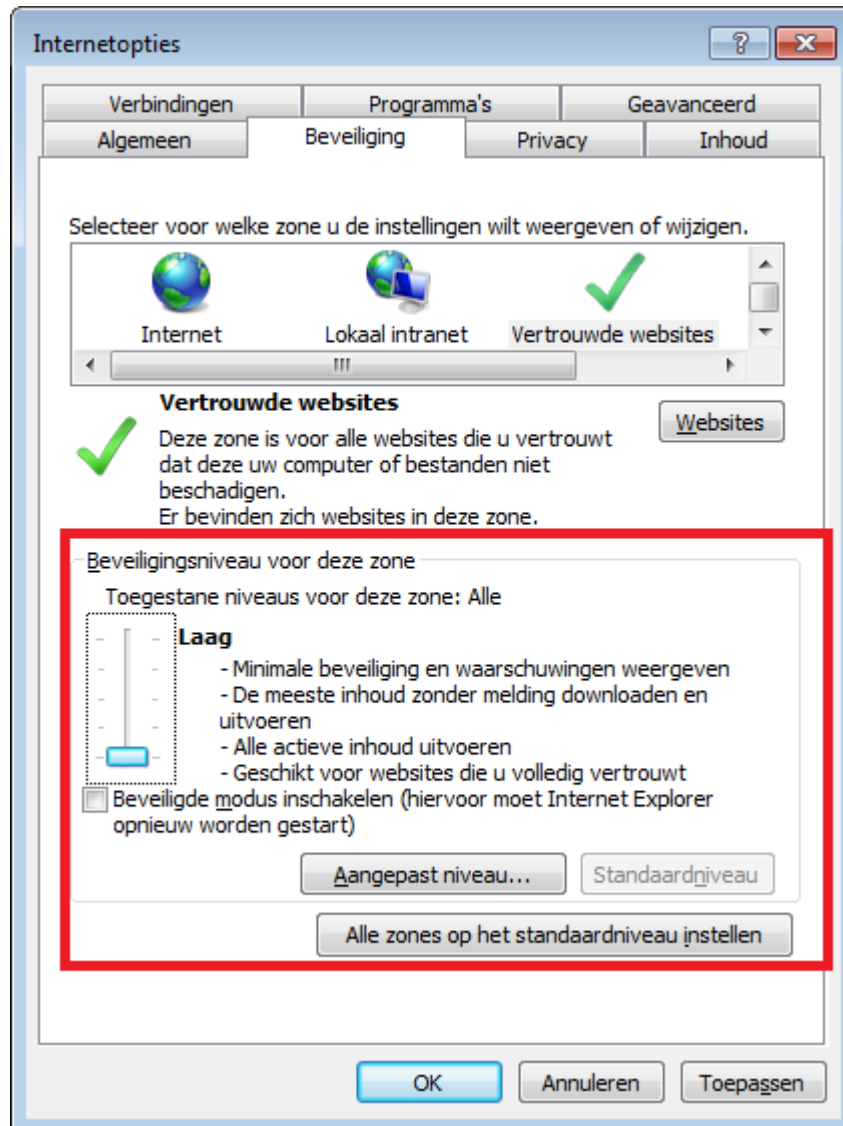 Internetopties
Verbindingen Programma's Geavanceerd
Algemeen Beveiliging Privacy Inhoud
Selecteer voor welke zone u de instellingen wilt weergeven of wijzigen.
Internet Lokaal intranet Vertrouwde websites
Vertrouwde websites
Websites
Deze zone is voor alle websites die u vertrouwt
dat deze uw computer of bestanden niet
beschadigen.
Er bevinden zich websites in deze zone.
Beveiligingsniveau voor deze zone
Toegestane niveaus voor deze zone: Alle
Laag
- Minimale beveiliging en waarschuwingen weergeven
- De meeste inhoud zonder melding downloaden en
uitvoeren
- Alle actieve inhoud uitvoeren
- Geschikt voor websites die u volledig vertrouwt
Beveiligde modus inschakelen (hiervoor moet Internet Explorer
opnieuw worden gestart)
Aangepast niveau... Standaardniveau
Alle zones op het standaardniveau instellen
OK Annuleren Toepassen